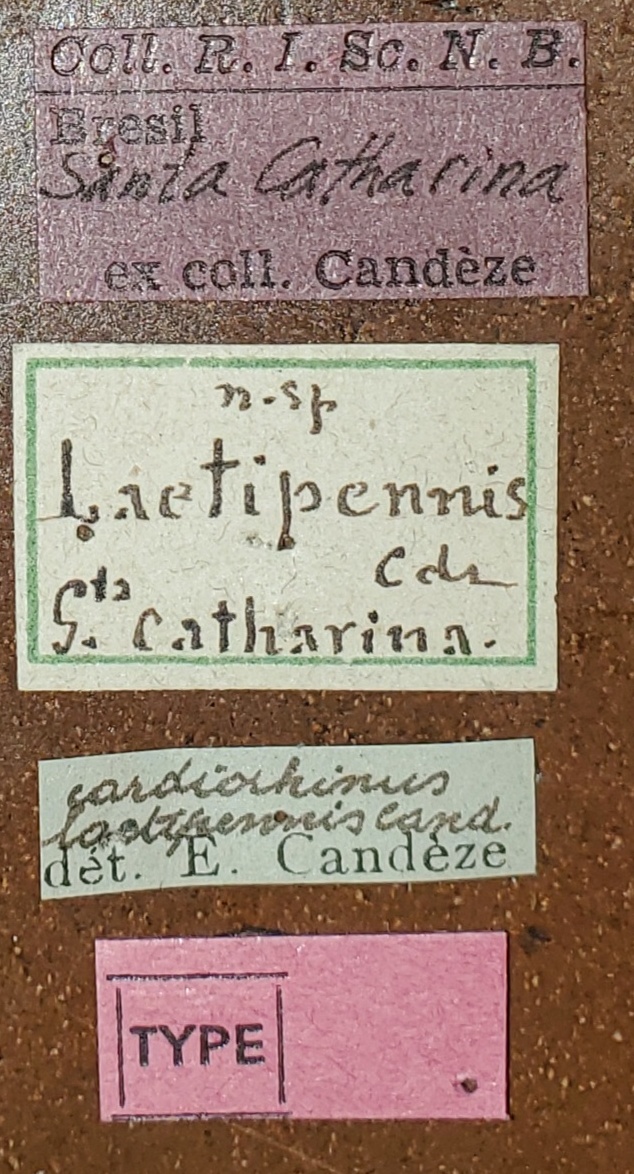 Coll. R. I. Sc. N. B.
Bresil
Santa Catharina
ex coll. Candèze
n. sp
Laetipennis
Cdz
Sta Catharina.
cardiorhinus
laetipennis Cand.
dét. E. Candèze
TYPE